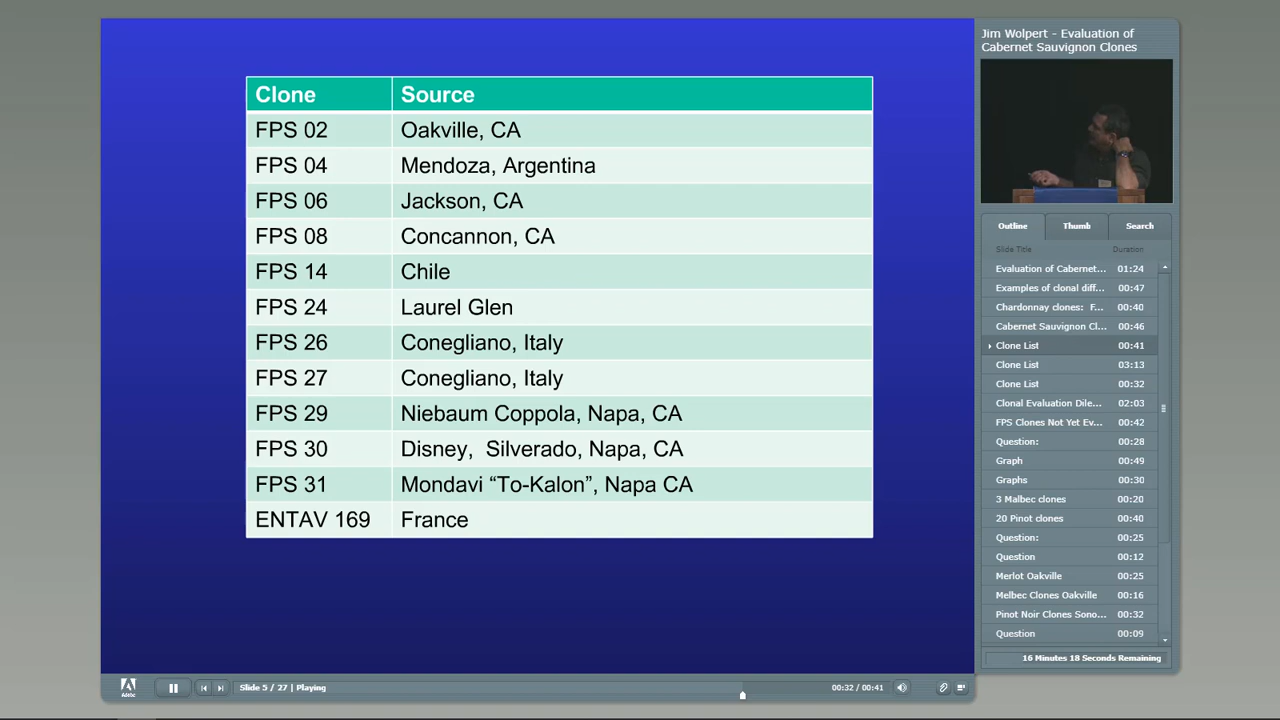 Jim Wolpert - Evaluation of
Cabernet Sauvignon Clones
Clone Source
FPS 02 Oakville, CA
FPS 04 Mendoza, Argentina
FPS 06 Jackson, CA
FPS 08 Concannon, CA
FPS 14 Chile
FPS 24 Laurel Glen
FPS 26 Conegliano, Italy
FPS 27 Conegliano, Italy
FPS 29 Niebaum Coppola, Napa, CA
FPS 30 Disney, Silverado, Napa, CA
FPS 31 Mondavi “To-Kalon”, Napa CA
ENTAV 169 France
Outline Thumb Search
Slide Title Duration
Evaluation of Cabernet... 01:24
Examples of clonal diff... 00:47
Chardonnay clones: F... 00:40
Cabernet Sauvignon Cl... 00:46
Clone List 00:41
Clone List 03:13
Clone List 00:32
Clonal Evaluation Dile... 02:03
FPS Clones Not Yet Ev... 00:42
Question: 00:28
Graph 00:49
Graphs 00:30
3 Malbec clones 00:20
20 Pinot clones 00:40
Question: 00:25
Question 00:12
Merlot Oakville 00:25
Melbec Clones Oakville 00:16
Pinot Noir Clones Sono... 00:32
Question 00:09
16 Minutes 18 Seconds Remaining
Adobe
Slide 5 / 27 | Playing
00:32 / 00:41